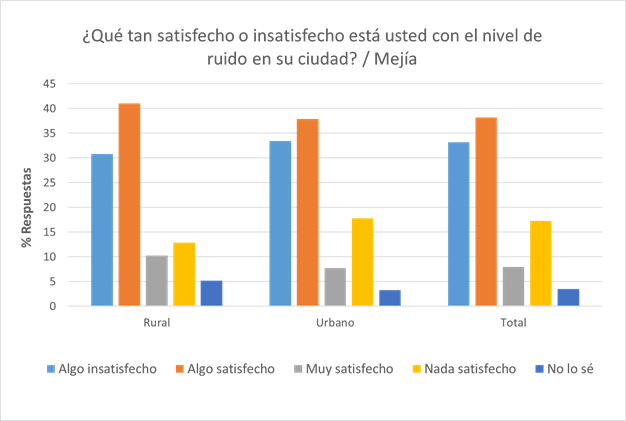 ¿Qué tan satisfecho o insatisfecho está usted con el nivel de
ruido en su ciudad? / Mejía
% Respuestas
45
40
35
30
25
20
15
10
5
0
Rural Urbano Total
Algo insatisfecho Algo satisfecho Muy satisfecho Nada satisfecho No lo sé